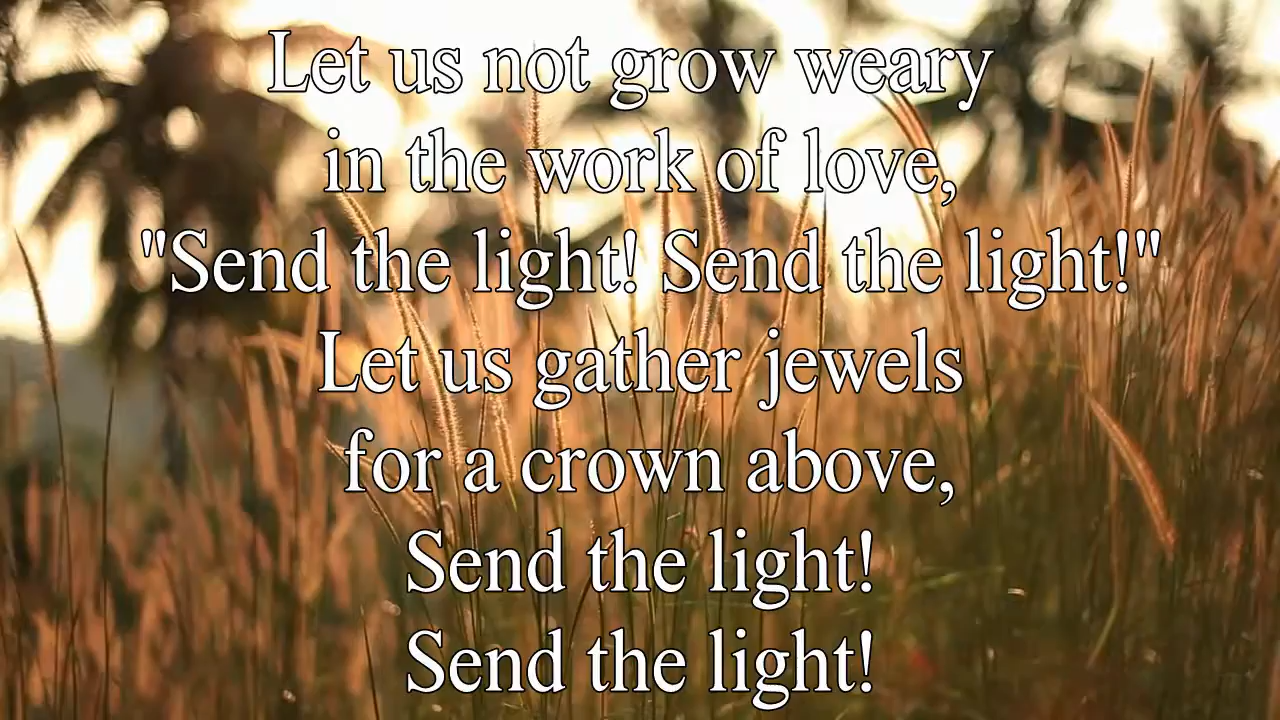 Let us not grow weary
in the work of love,
"Send the light! Send the light!"
Let us gather jewels
for a crown above,
Send the light!
Send the light!